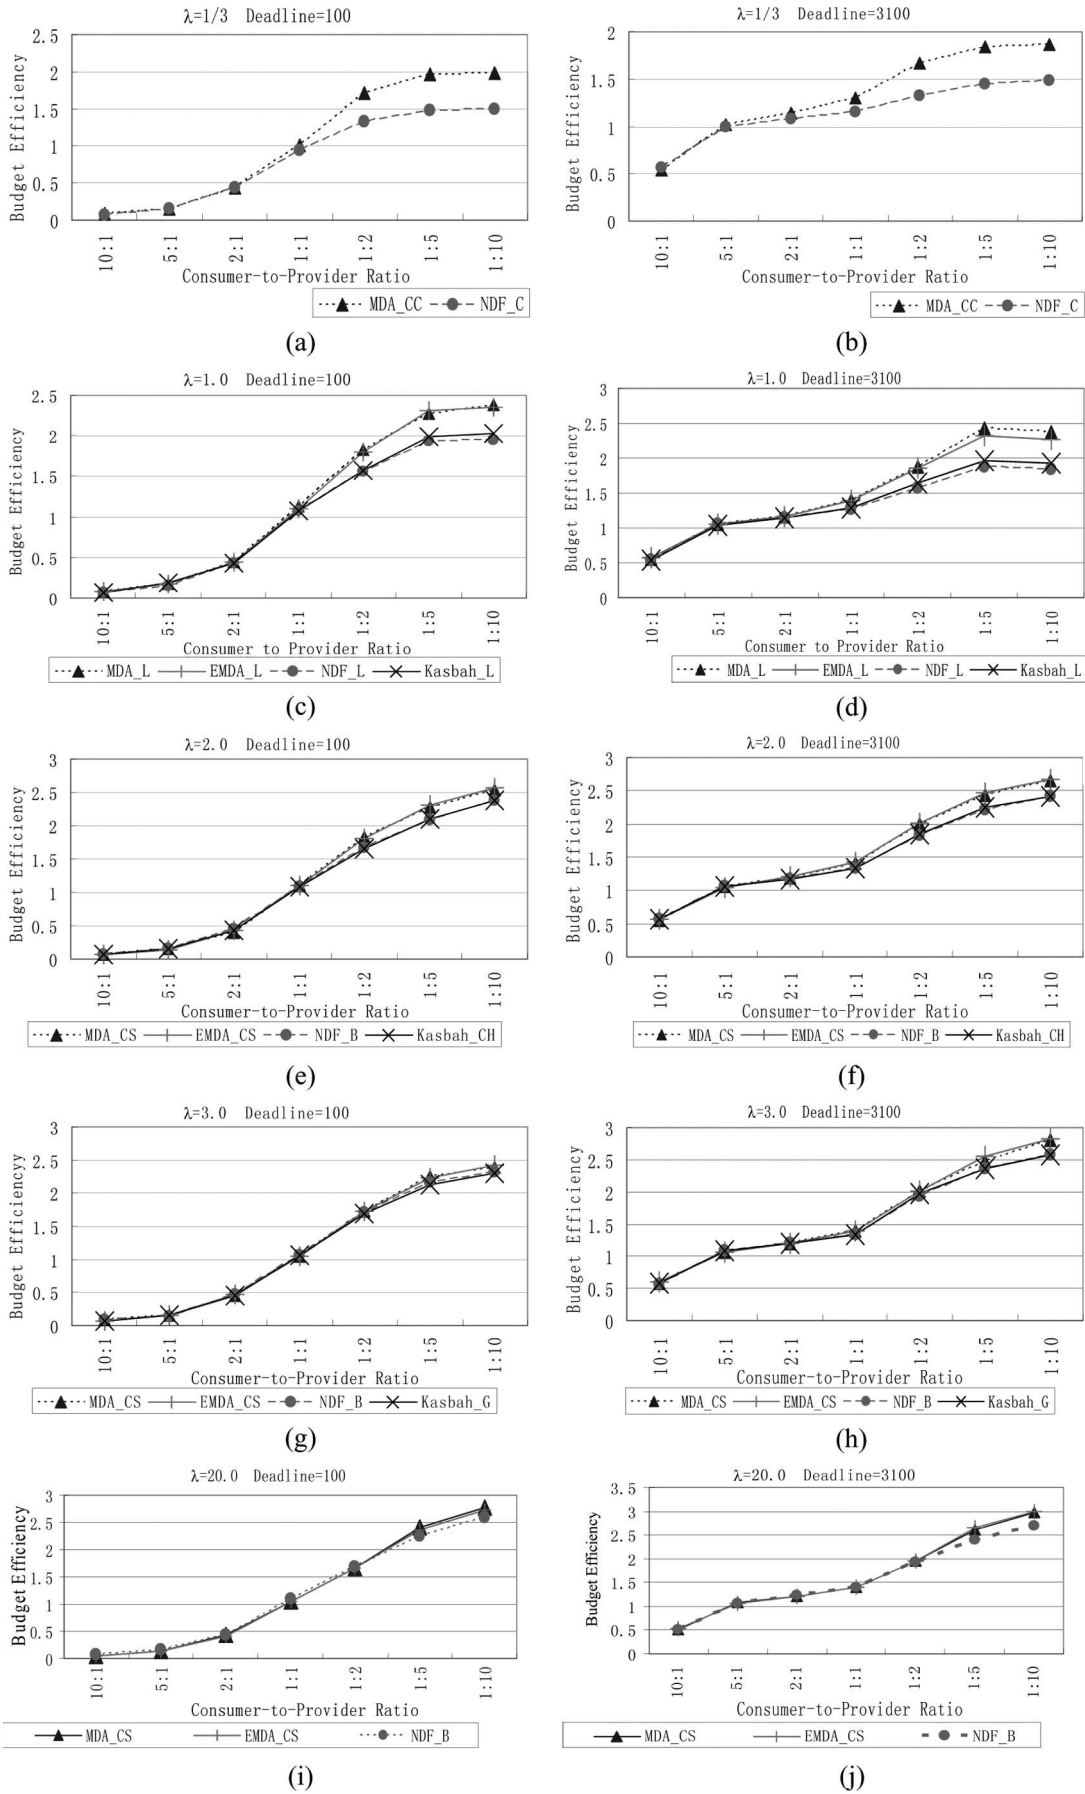 λ=1/3 Deadline=100
2.5
2
1.5
1
0.5
0
Budget Efficiency
10:1 5:1 2:1 1:1 1:2 1:5 1:10
Consumer-to-Provider Ratio
MDA_CC NDF_C
(a)
λ=1/3 Deadline=3100
2
1.5
1
0.5
0
Budget Efficiency
10:1 5:1 2:1 1:1 1:2 1:5 1:10
Consumer-to-Provider Ratio
MDA_CC NDF_C
(b)
λ=1.0 Deadline=100
2.5
2
1.5
1
0.5
0
Budget Efficiency
10:1 5:1 2:1 1:1 1:2 1:5 1:10
Consumer to Provider Ratio
MDA_L EMDA_L NDF_L Kasbah_L
(c)
λ=1.0 Deadline=3100
3
2.5
2
1.5
1
0.5
0
Budget Efficiency
10:1 5:1 2:1 1:1 1:2 1:5 1:10
Consumer to Provider Ratio
MDA_L EMDA_L NDF_L Kasbah_L
(d)
λ=2.0 Deadline=100
3
2.5
2
1.5
1
0.5
0
Budget Efficiency
10:1 5:1 2:1 1:1 1:2 1:5 1:10
Consumer-to-Provider Ratio
MDA_CS EMDA_CS NDF_B Kasbah_CH
(e)
λ=2.0 Deadline=3100
3
2.5
2
1.5
1
0.5
0
Budget Efficiency
10:1 5:1 2:1 1:1 1:2 1:5 1:10
Consumer-to-Provider Ratio
MDA_CS EMDA_CS NDF_B Kasbah_CH
(f)
λ=3.0 Deadline=100
3
2.5
2
1.5
1
0.5
0
Budget Efficiencyy
10:1 5:1 2:1 1:1 1:2 1:5 1:10
Consumer-to-Provider Ratio
MDA_CS EMDA_CS NDF_B Kasbah_G
(g)
λ=3.0 Deadline=3100
3
2.5
2
1.5
1
0.5
0
Budget Efficiency
10:1 5:1 2:1 1:1 1:2 1:5 1:10
Consumer-to-Provider Ratio
MDA_CS EMDA_CS NDF_B Kasbah_G
(h)
λ=20.0 Deadline=100
3
2.5
2
1.5
1
0.5
0
Budget Efficiency
10:1 5:1 2:1 1:1 1:2 1:5 1:10
Consumer-to-Provider Ratio
MDA_CS EMDA_CS NDF_B
(i)
λ=20.0 Deadline=3100
3.5
3
2.5
2
1.5
1
0.5
0
Budget Efficiency
10:1 5:1 2:1 1:1 1:2 1:5 1:10
Consumer-to-Provider Ratio
MDA_CS EMDA_CS NDF_B
(j)